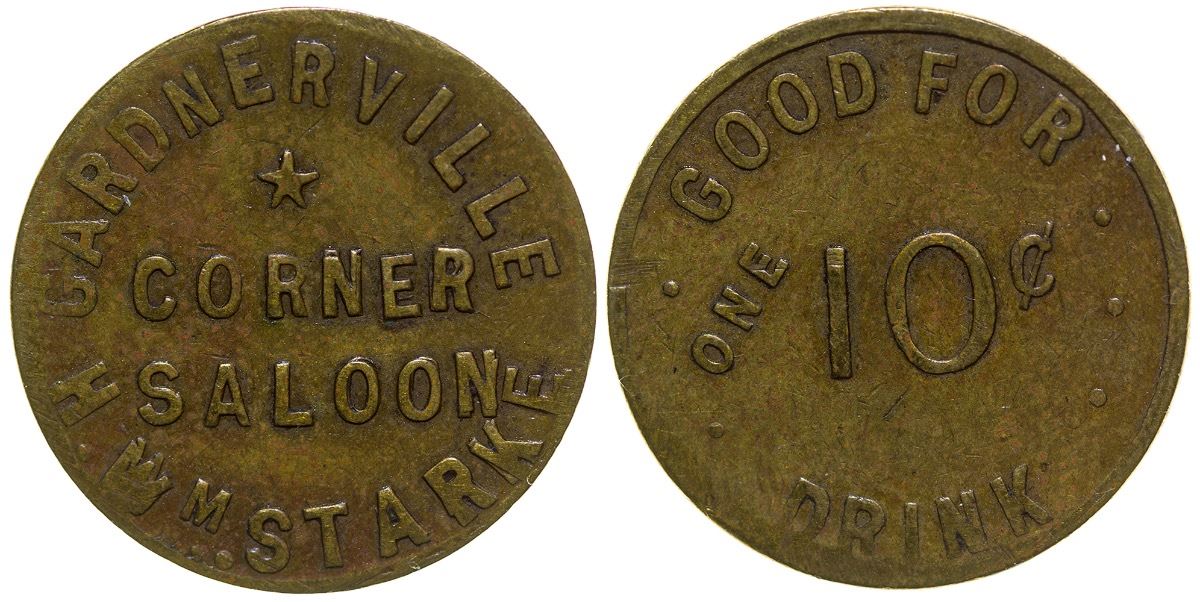 GARDNERVILLE
CORNER
SALOON
H. WM STARKE
GOOD FOR
ONE
10¢
DRINK